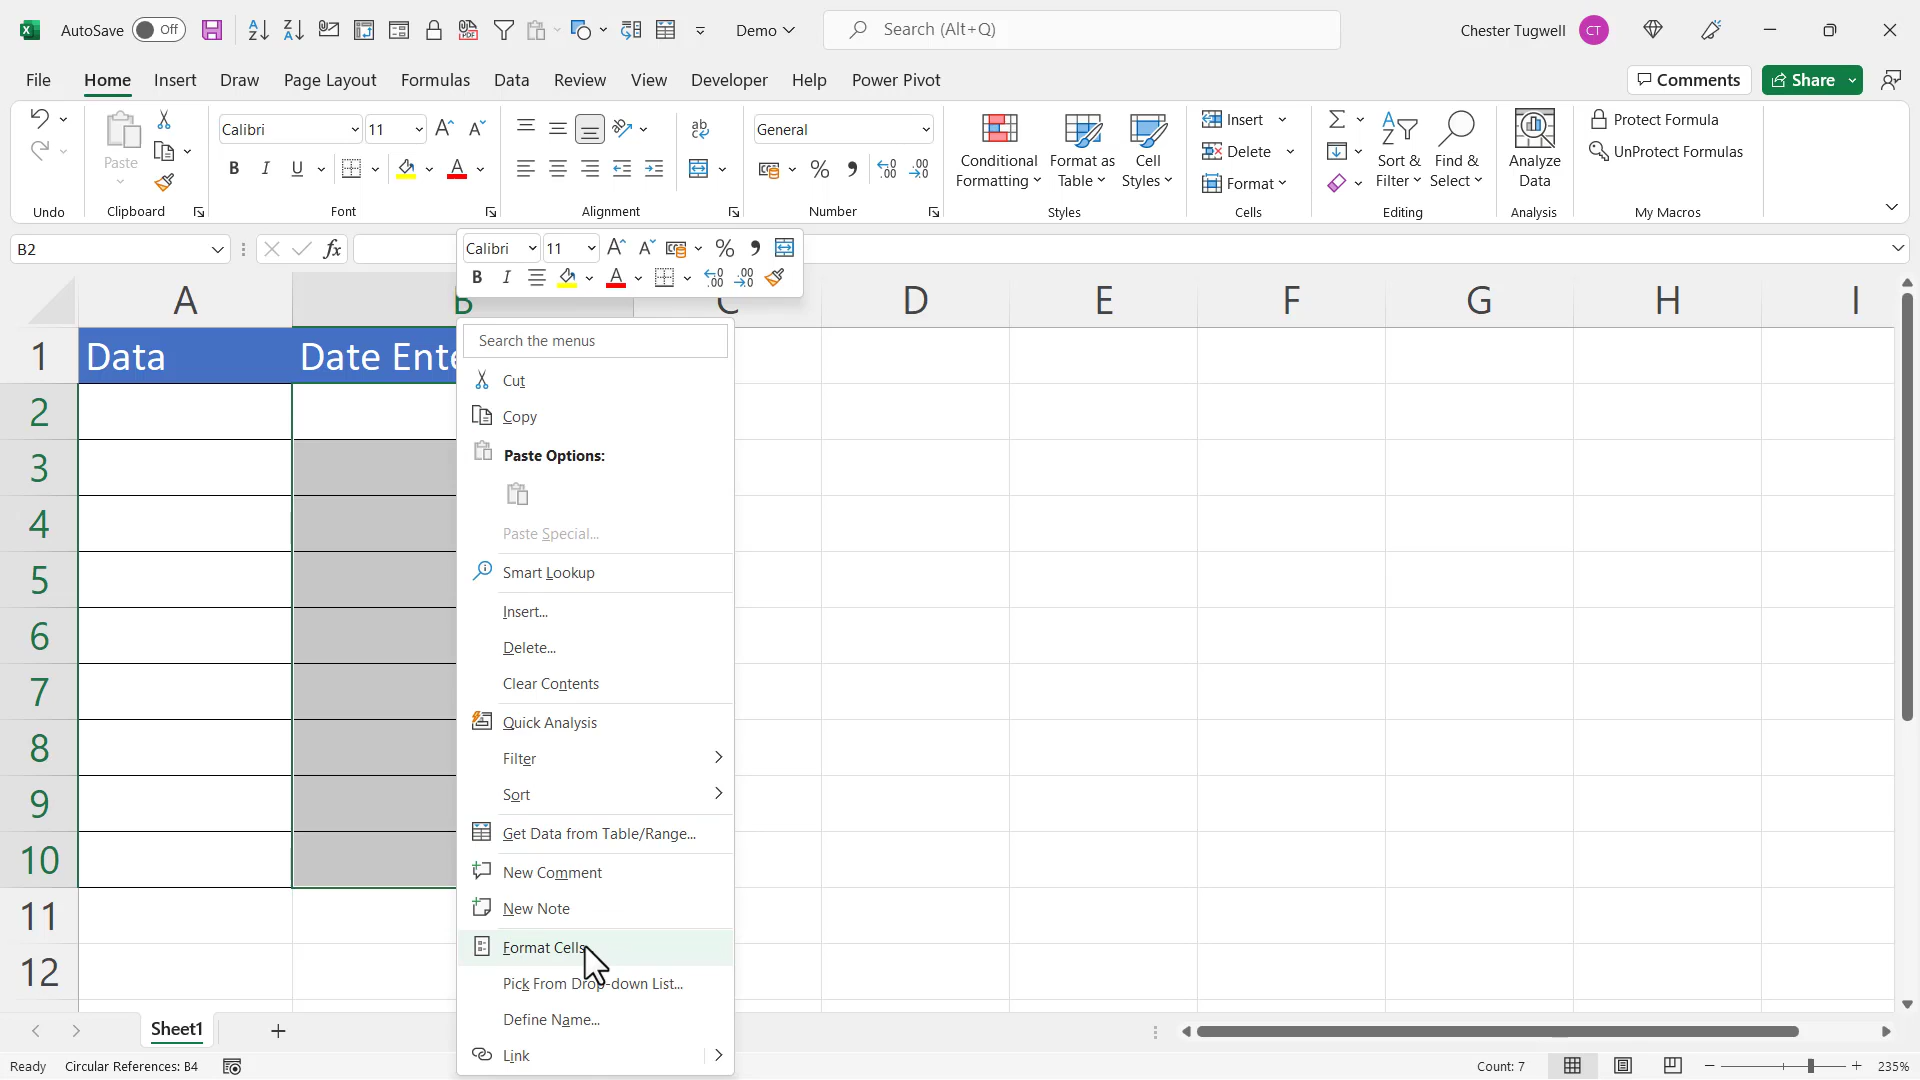 AutoSave Off Demo Search (Alt+Q) Chester Tugwell CT
File Home Insert Draw Page Layout Formulas Data Review View Developer Help Power Pivot Comments Share
Paste Calibri 11 General Conditional Formatting Format as Table Cell Styles Insert Delete Format Sort & Filter Find & Select Analyze Data Protect Formula UnProtect Formulas
Undo Clipboard Font Alignment Number Styles Cells Editing Analysis My Macros
B2 fx
Calibri 11
A B C D E F G H I
1 Data Date Ente
2
3
4
5
6
7
8
9
10
11
12
Search the menus
Cut
Copy
Paste Options:
Paste Special...
Smart Lookup
Insert...
Delete...
Clear Contents
Quick Analysis
Filter
Sort
Get Data from Table/Range...
New Comment
New Note
Format Cells
Pick From Drop-down List...
Define Name...
Link
Sheet1
Ready Circular References: B4 Count: 7 235%